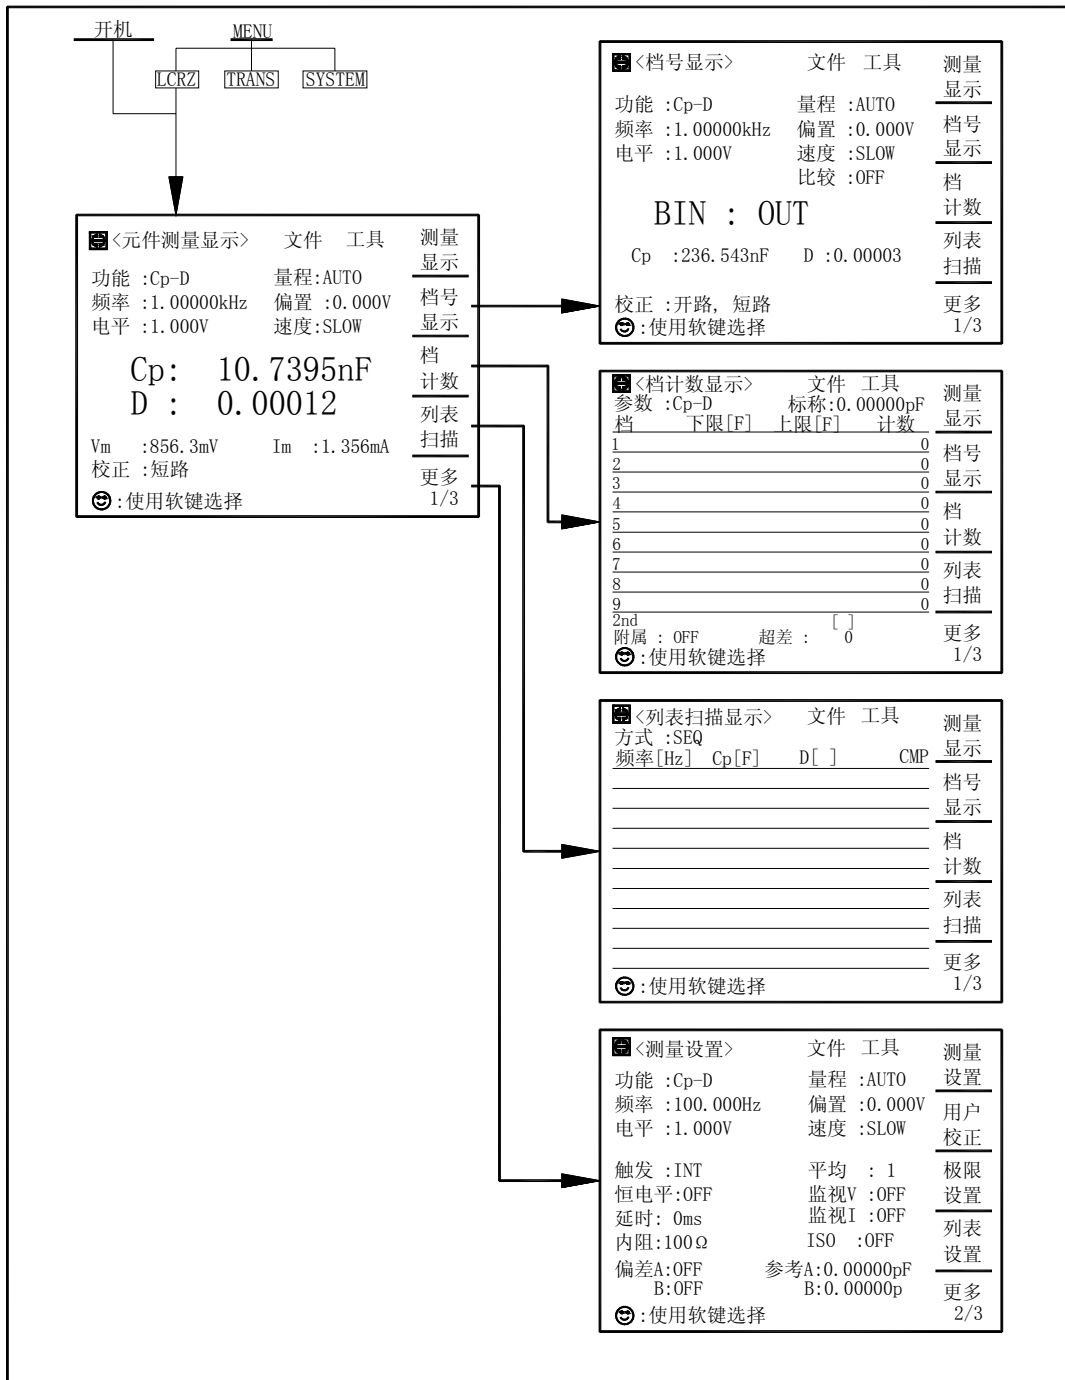 开机 MENU
LCRZ TRANS SYSTEM
<元件测量显示> 文件 工具 测量
显示
功能 :Cp-D 量程:AUTO
频率 :1.00000kHz 偏置 :0.000V 档号
电平 :1.000V 速度:SLOW 显示
档
Cp: 10.7395nF 计数
D : 0.00012 列表
扫描
Vm :856.3mV Im :1.356mA
校正 :短路 更多
:使用软键选择 1/3
<档号显示> 文件 工具 测量
显示
功能 :Cp-D 量程 :AUTO
频率 :1.00000kHz 偏置 :0.000V 档号
电平 :1.000V 速度 :SLOW 显示
比较 :OFF 档
BIN : OUT 计数
列表
Cp :236.543nF D :0.00003 扫描
校正 :开路, 短路 更多
:使用软键选择 1/3
<档计数显示> 文件 工具 测量
参数 :Cp-D 标称:0.00000pF 显示
档 下限[F] 上限[F] 计数
1 0 档号
2 0 显示
3 0
4 0 档
5 0 计数
6 0
7 0 列表
8 0 扫描
9 0
2nd [ ] 更多
附属 : OFF 超差 : 0 1/3
:使用软键选择
<列表扫描显示> 文件 工具 测量
方式 :SEQ 显示
频率[Hz] Cp[F] D[ ] CMP
档号
显示
档
计数
列表
扫描
更多
:使用软键选择 1/3
<测量设置> 文件 工具 测量
设置
功能 :Cp-D 量程 :AUTO
频率 :100.000Hz 偏置 :0.000V 用户
电平 :1.000V 速度 :SLOW 校正
触发 :INT 平均 : 1 极限
恒电平:OFF 监视V :OFF 设置
延时: 0ms 监视I :OFF
内阻:100Ω ISO :OFF 列表
设置
偏差A:OFF 参考A:0.00000pF
B:OFF B:0.00000p 更多
:使用软键选择 2/3